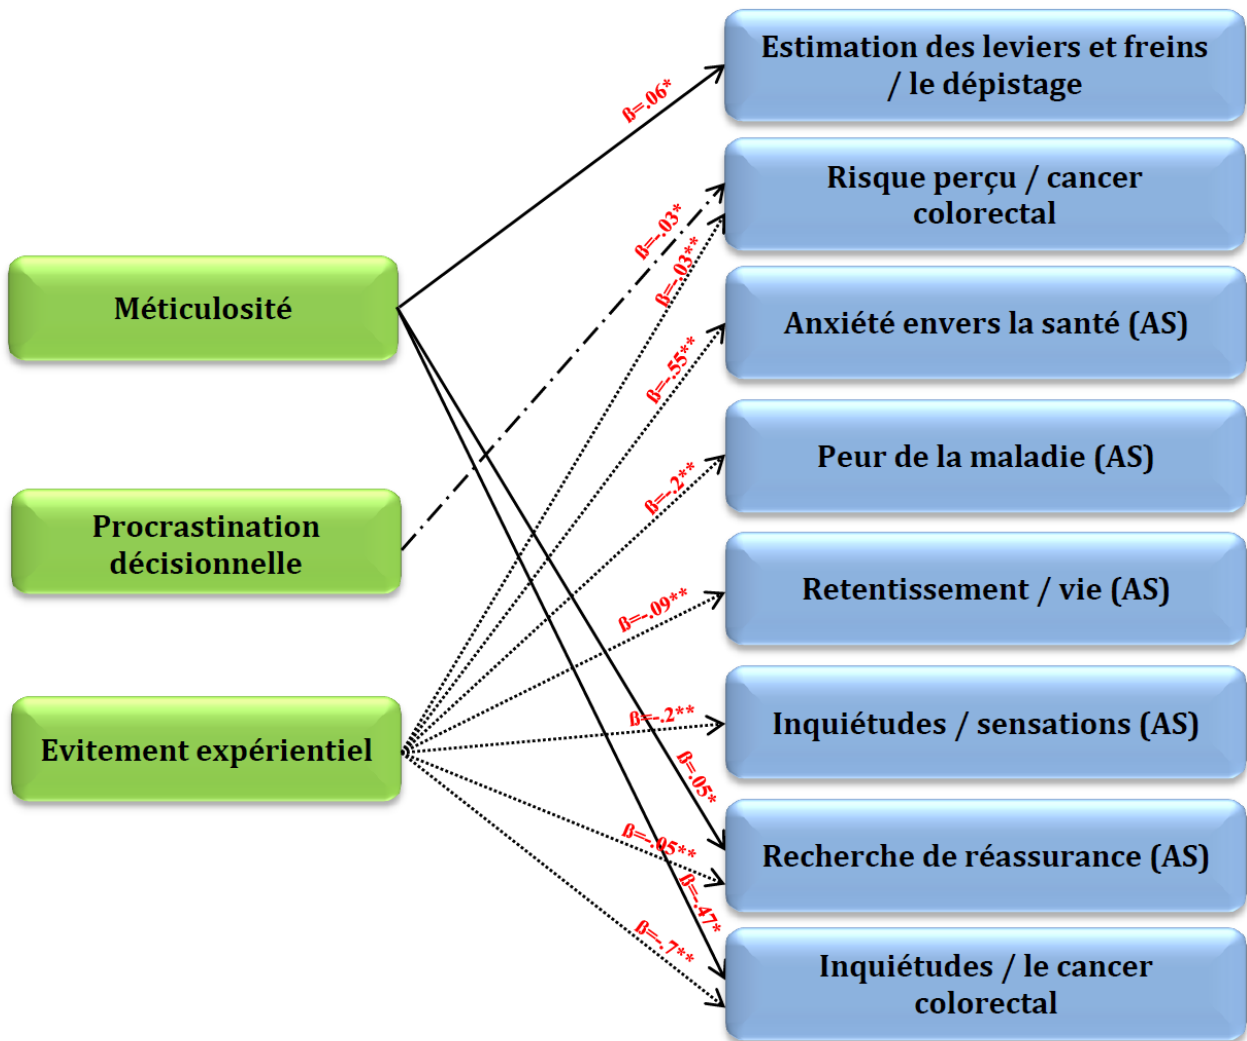 Estimation des leviers et freins
/ le dépistage
ß=.06*
Risque perçu / cancer
colorectal
ß=-.03*
ß=-.03**
Méticulosité
Anxiété envers la santé (AS)
ß=-.55**
Peur de la maladie (AS)
ß=-.2**
Procrastination
décisionnelle
Retentissement / vie (AS)
ß=-.09**
Evitement expérientiel
Inquiétudes / sensations (AS)
ß=-.2**
ß=.05*
Recherche de réassurance (AS)
ß=-.05**
ß=-.47*
ß=-.7**
Inquiétudes / le cancer
colorectal